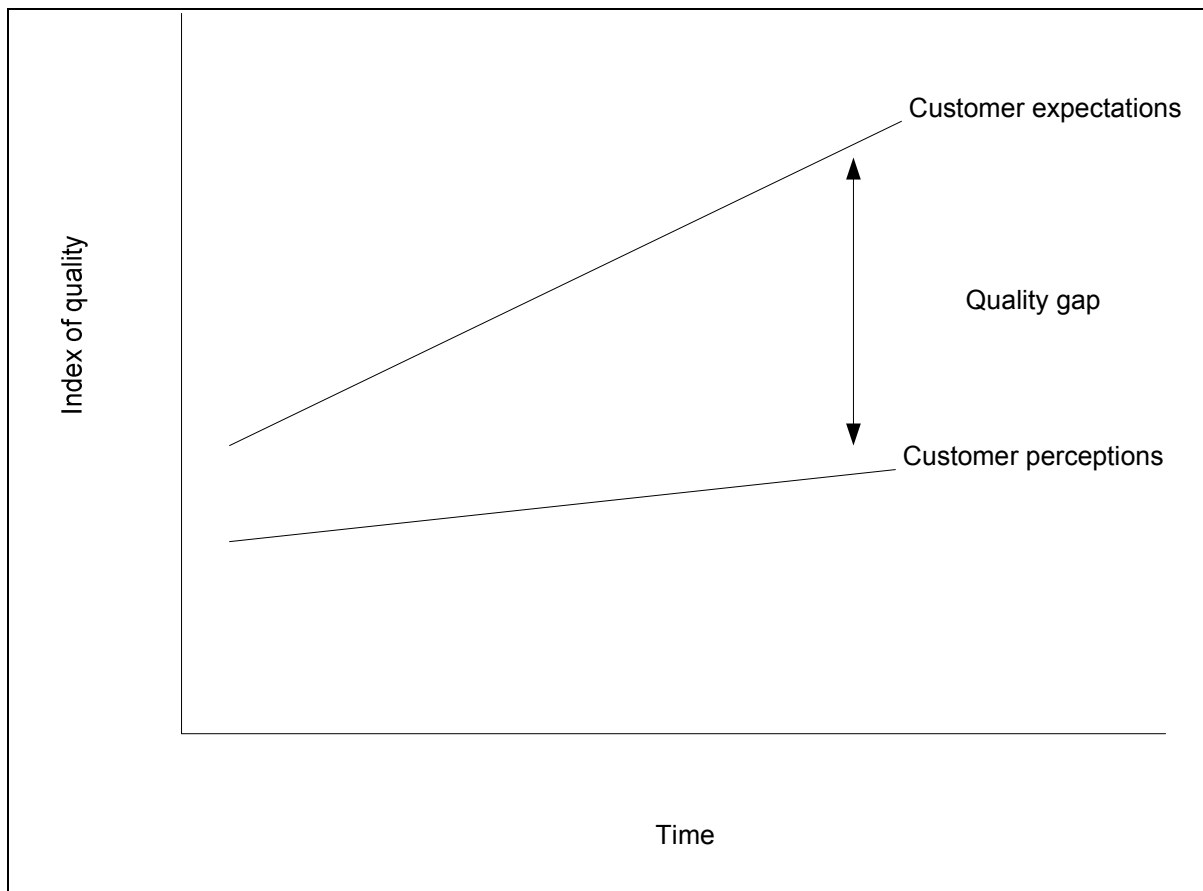 Customer expectations
Index of quality
Quality gap
Customer perceptions
Time